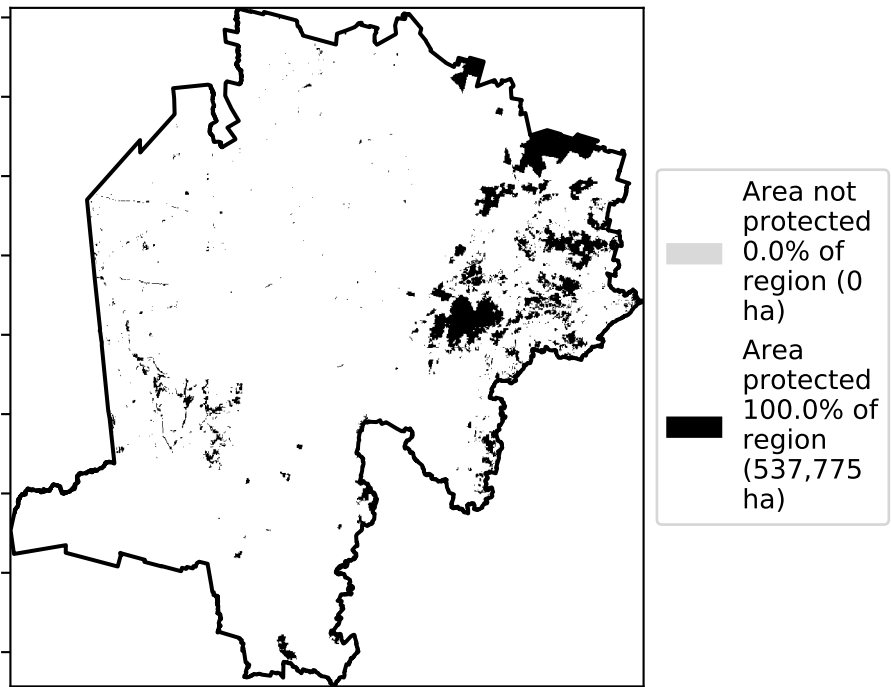 Area not
protected
0.0% of
region (0
ha)
Area
protected
100.0% of
region
(537,775
ha)